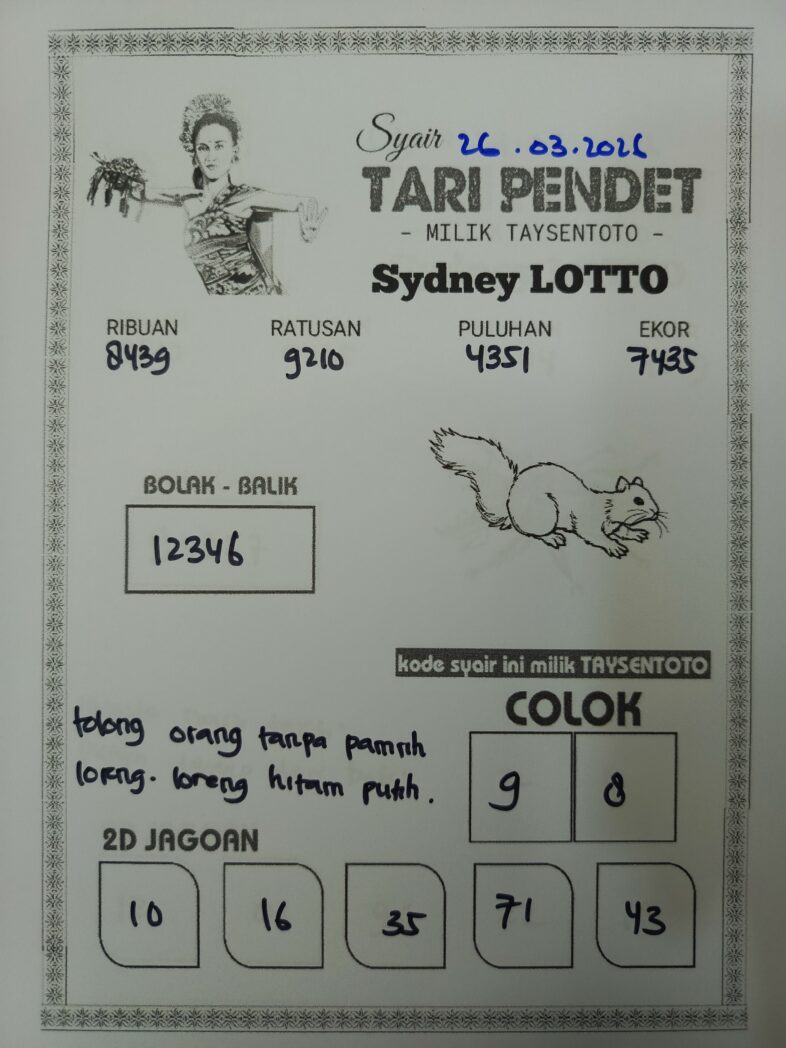 Syair 26.03.2026
TARI PENDET
- MILIK TAYSENTOTO -
Sydney LOTTO
RIBUAN RATUSAN PULUHAN EKOR
8439 9210 4351 7435
BOLAK - BALIK
12346
kode syair ini milik TAYSENTOTO
COLOK
9 8
tolong orang tanpa pamrih
loreng-loreng hitam putih.
2D JAGOAN
10 16 35 71 43